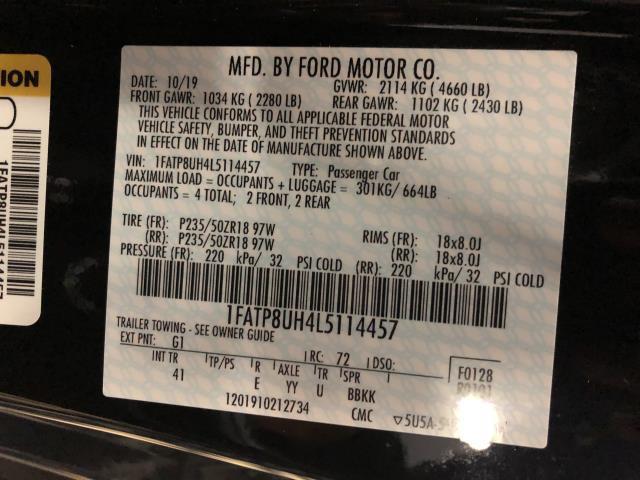 MFD. BY FORD MOTOR CO.
DATE: 10/19 GVWR: 2114 KG ( 4660 LB)
FRONT GAWR: 1034 KG ( 2280 LB) REAR GAWR: 1102 KG ( 2430 LB)
THIS VEHICLE CONFORMS TO ALL APPLICABLE FEDERAL MOTOR
VEHICLE SAFETY, BUMPER, AND THEFT PREVENTION STANDARDS
IN EFFECT ON THE DATE OF MANUFACTURE SHOWN ABOVE.
VIN: 1FATP8UH4L5114457 TYPE: Passenger Car
MAXIMUM LOAD = OCCUPANTS + LUGGAGE = 301KG/ 664LB
OCCUPANTS = 4 TOTAL; 2 FRONT, 2 REAR
TIRE (FR): P235/50ZR18 97W RIMS (FR): 18x8.0J
(RR): P235/50ZR18 97W (RR): 18x8.0J
PRESSURE (FR): 220 kPa/ 32 PSI COLD (RR): 220 kPa/ 32 PSI COLD
1FATP8UH4L5114457
TRAILER TOWING - SEE OWNER GUIDE
EXT PNT: G1 RC: 72 DSO: F0128
INT TR TP/PS R AXLE TR SPR
41 E YY U BBKK
1201910212734 CMC ▽5U5A-
ION
1FATP8UH4L5114457